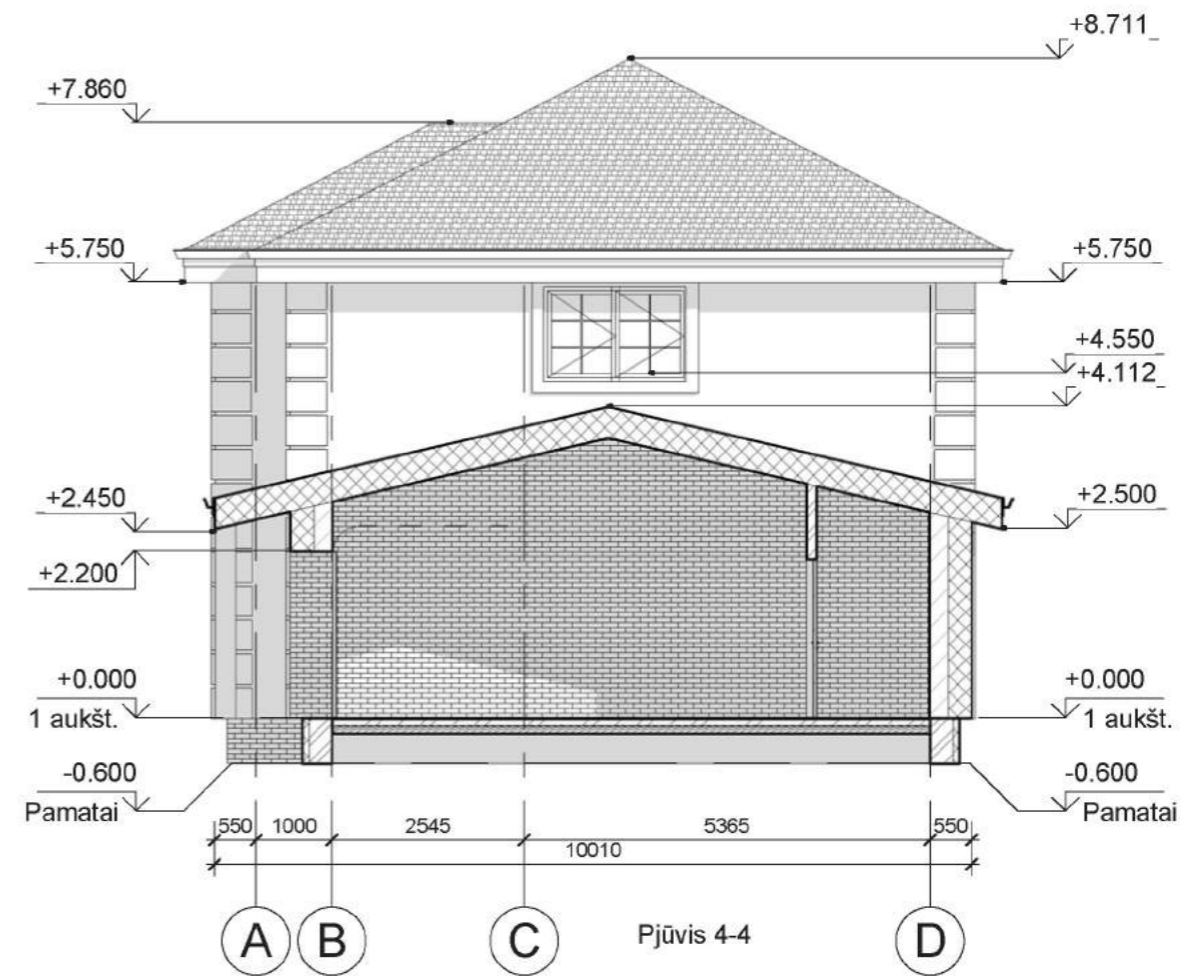 +8.711
+7.860
+5.750
+5.750
+4.550
+4.112
+2.450
+2.500
+2.200
+0.000
1 aukšt.
+0.000
1 aukšt.
-0.600
Pamatai
-0.600
Pamatai
550 1000 2545 5365 550
10010
A B C D
Pjūvis 4-4